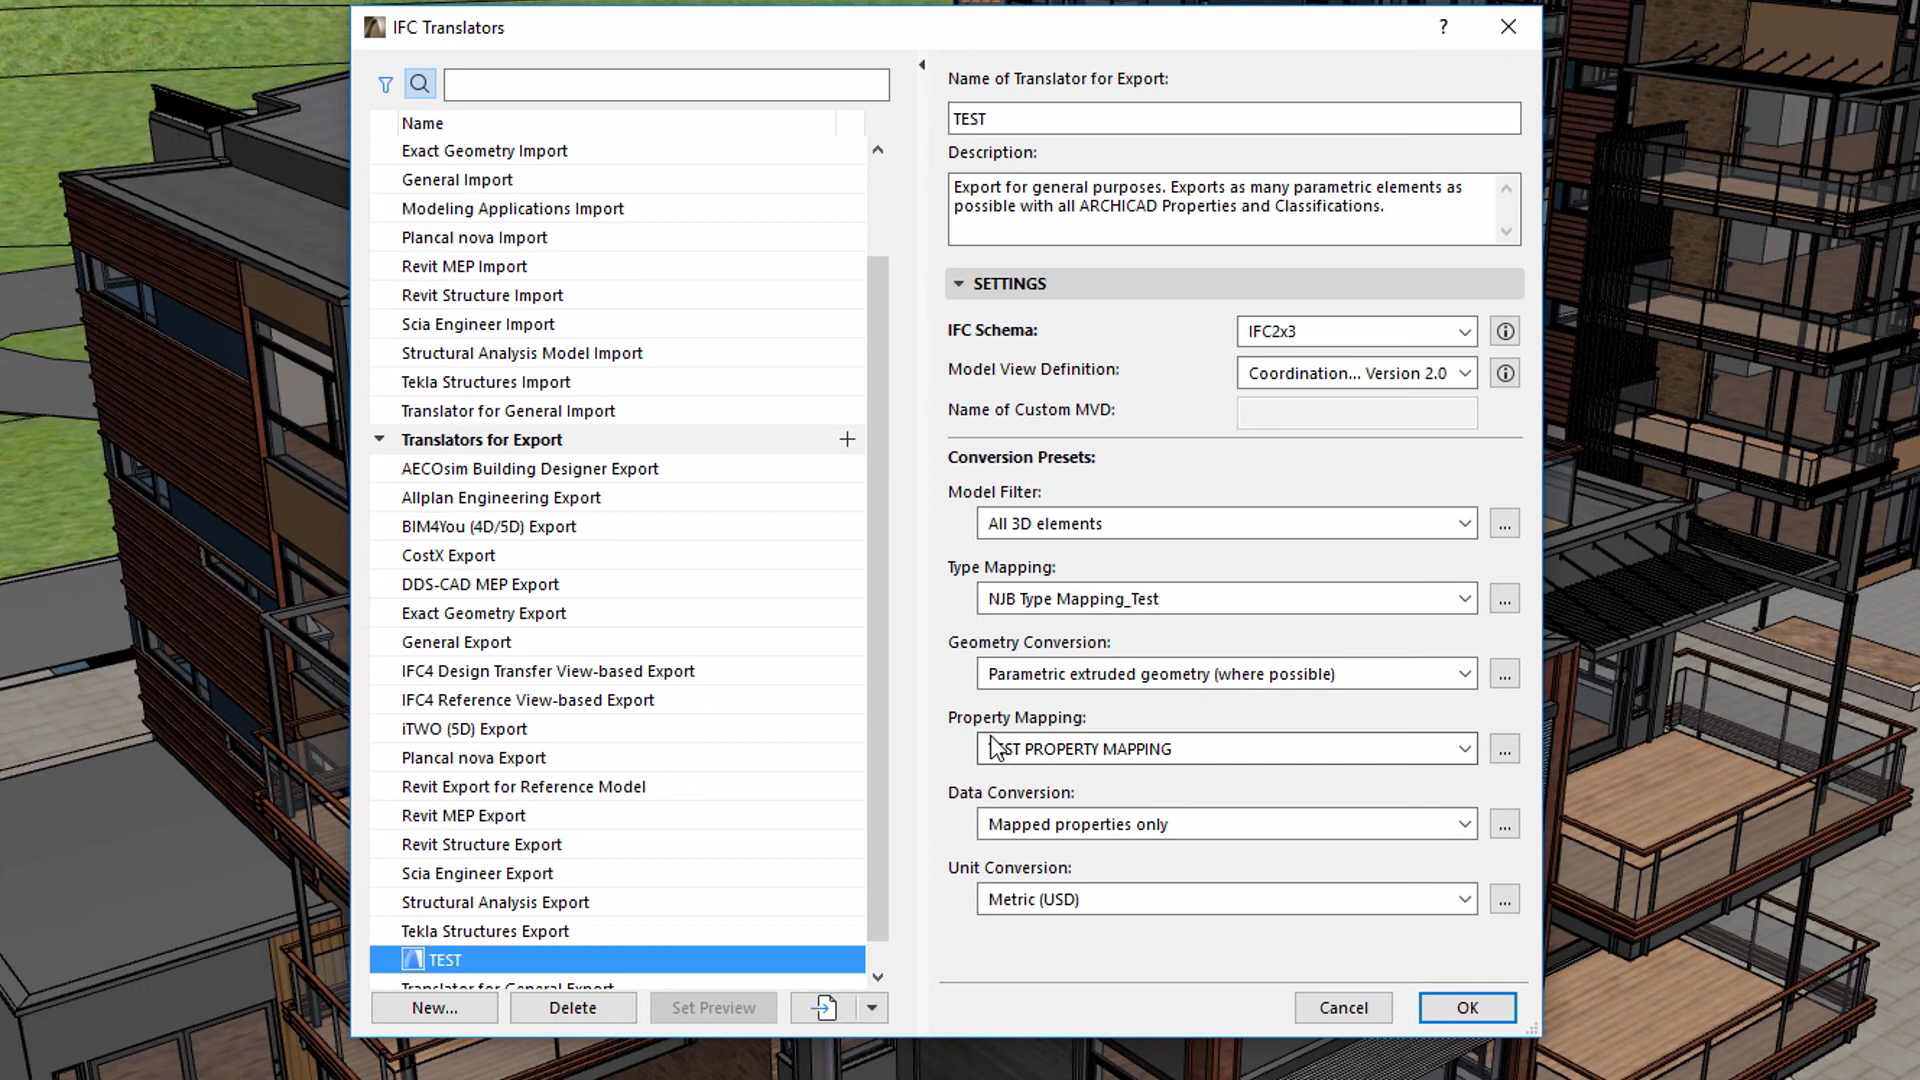 IFC Translators
?
Name
Exact Geometry Import
General Import
Modeling Applications Import
Plancal nova Import
Revit MEP Import
Revit Structure Import
Scia Engineer Import
Structural Analysis Model Import
Tekla Structures Import
Translator for General Import
Translators for Export
AECOsim Building Designer Export
Allplan Engineering Export
BIM4You (4D/5D) Export
CostX Export
DDS-CAD MEP Export
Exact Geometry Export
General Export
IFC4 Design Transfer View-based Export
IFC4 Reference View-based Export
iTWO (5D) Export
Plancal nova Export
Revit Export for Reference Model
Revit MEP Export
Revit Structure Export
Scia Engineer Export
Structural Analysis Export
Tekla Structures Export
TEST
Translator for General Export
New...
Delete
Set Preview
Name of Translator for Export:
TEST
Description:
Export for general purposes. Exports as many parametric elements as
possible with all ARCHICAD Properties and Classifications.
SETTINGS
IFC Schema:
IFC2x3
Model View Definition:
Coordination... Version 2.0
Name of Custom MVD:
Conversion Presets:
Model Filter:
All 3D elements
...
Type Mapping:
NJB Type Mapping_Test
...
Geometry Conversion:
Parametric extruded geometry (where possible)
...
Property Mapping:
PROPERTY MAPPING
...
Data Conversion:
Mapped properties only
...
Unit Conversion:
Metric (USD)
...
Cancel
OK